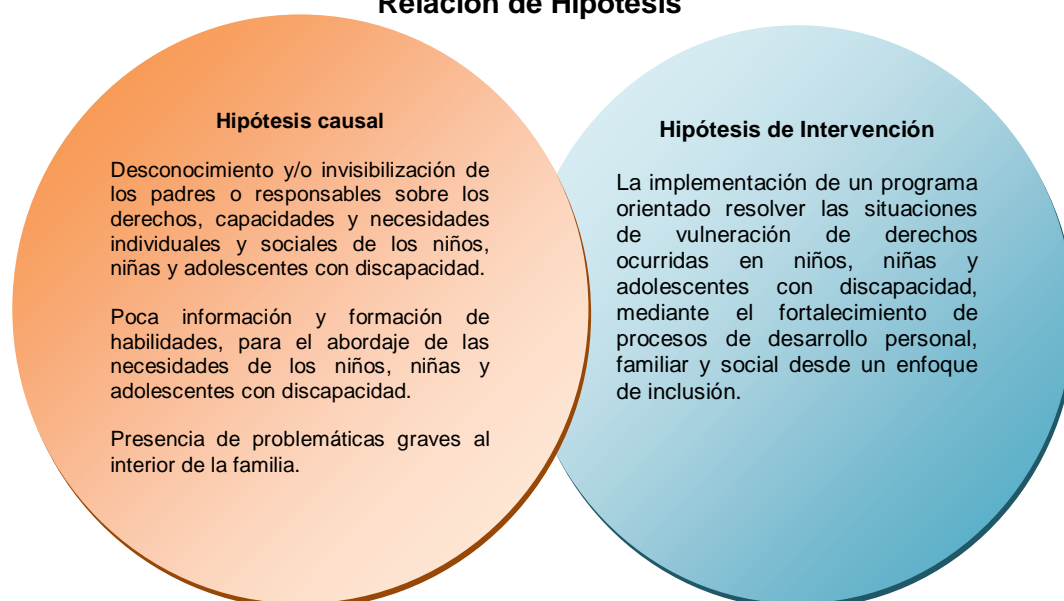 Relación de Hipótesis
Hipótesis causal
Desconocimiento y/o invisibilización de
los padres o responsables sobre los
derechos, capacidades y necesidades
individuales y sociales de los niños,
niñas y adolescentes con discapacidad.
Poca información y formación de
habilidades, para el abordaje de las
necesidades de los niños, niñas y
adolescentes con discapacidad.
Presencia de problemáticas graves al
interior de la familia.
Hipótesis de Intervención
La implementación de un programa
orientado resolver las situaciones
de vulneración de derechos
ocurridas en niños, niñas y
adolescentes con discapacidad,
mediante el fortalecimiento de
procesos de desarrollo personal,
familiar y social desde un enfoque
de inclusión.